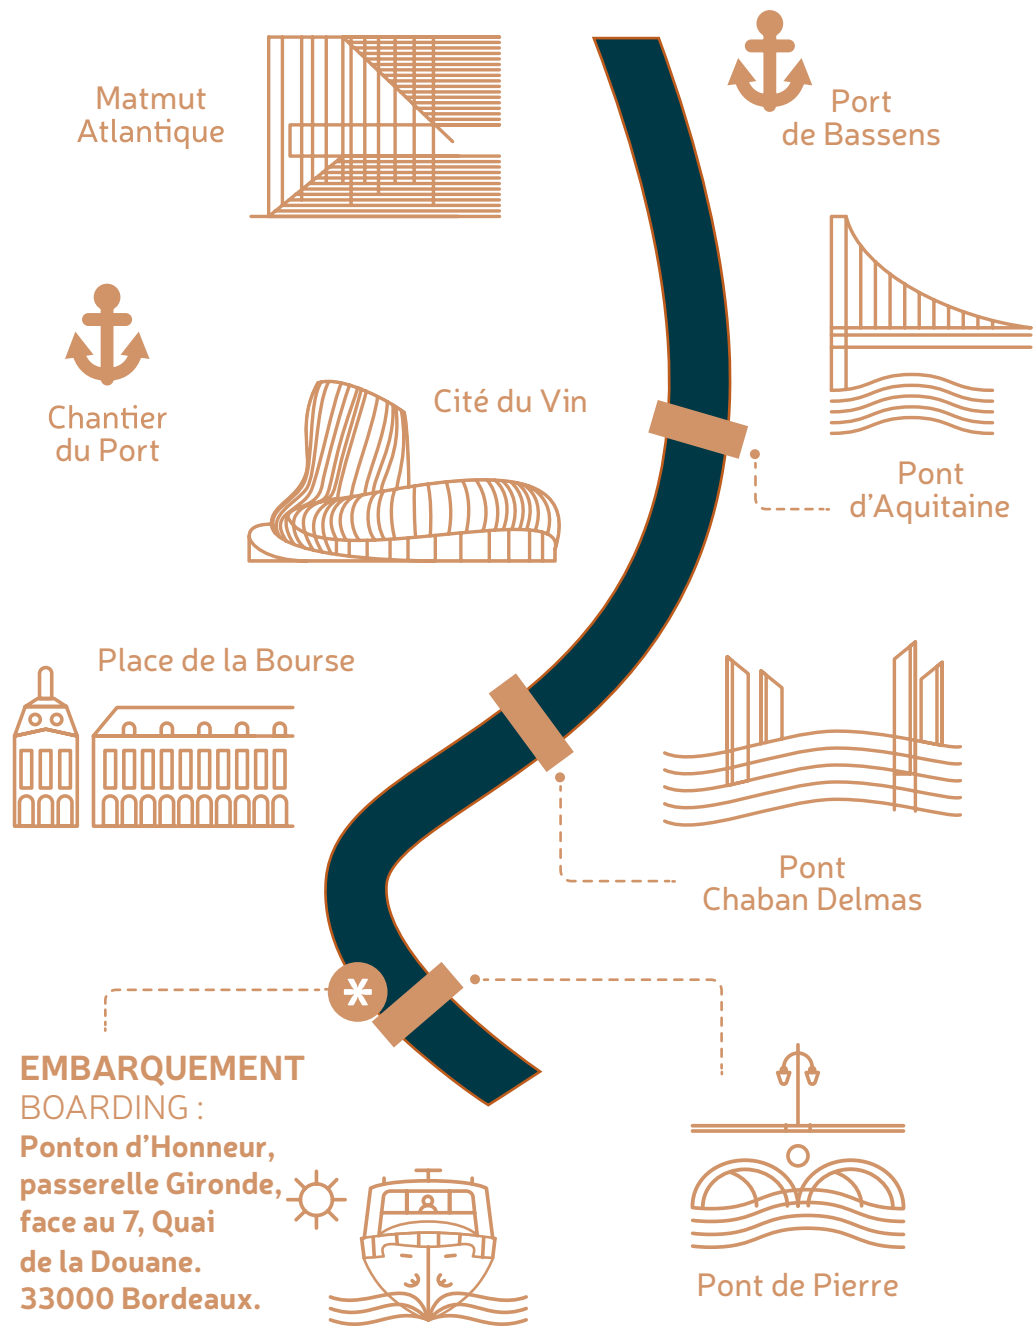 Matmut
Atlantique
Port
de Bassens
Chantier
du Port
Cité du Vin
Pont
d’Aquitaine
Place de la Bourse
Pont
Chaban Delmas
EMBARQUEMENT
BOARDING :
Ponton d’Honneur,
passerelle Gironde,
face au 7, Quai
de la Douane.
33000 Bordeaux.
Pont de Pierre